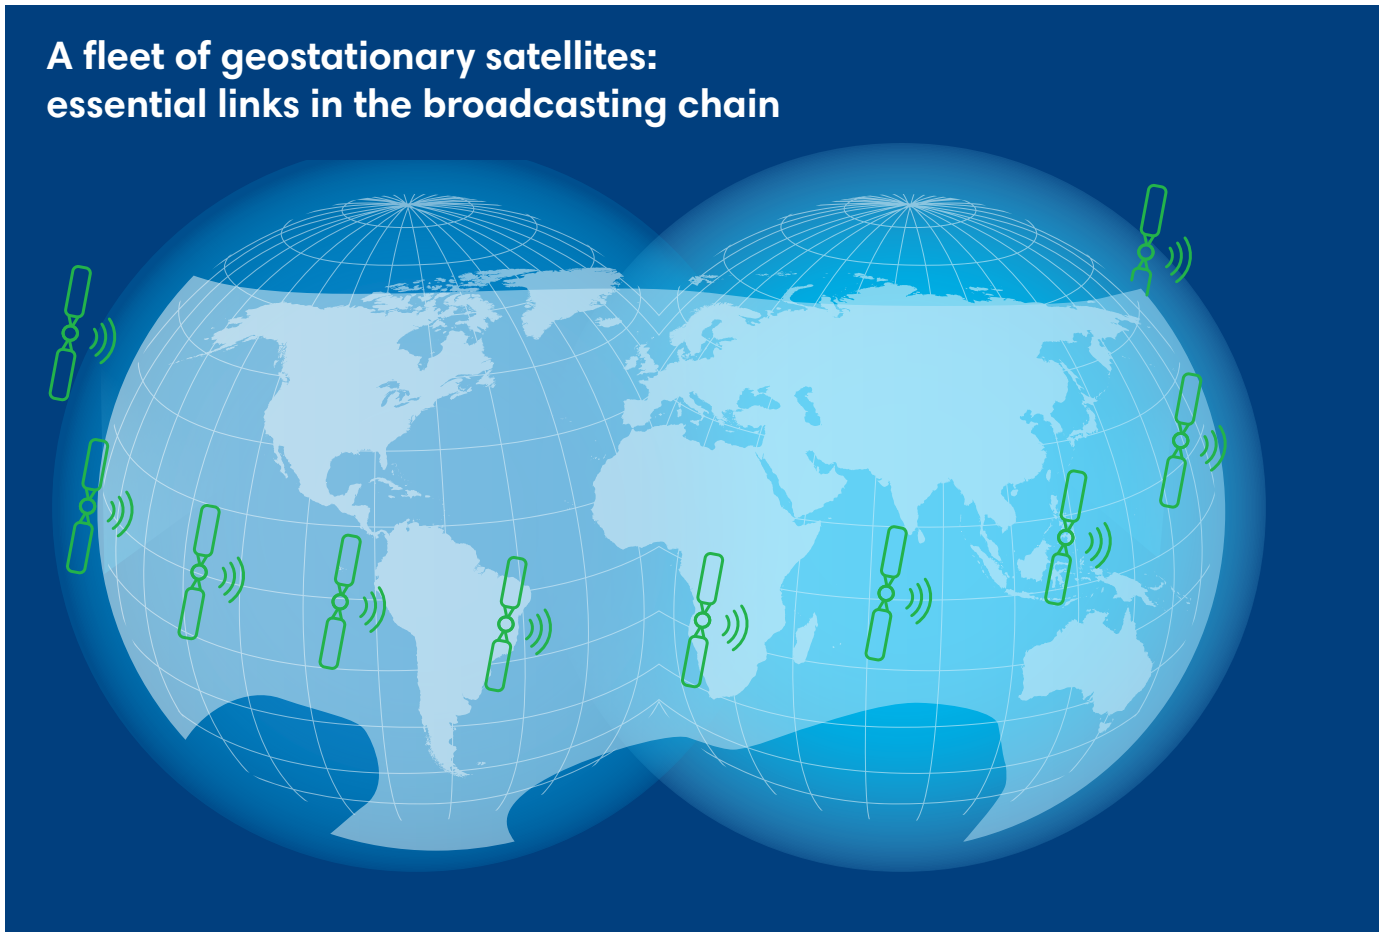 A fleet of geostationary satellites:
essential links in the broadcasting chain